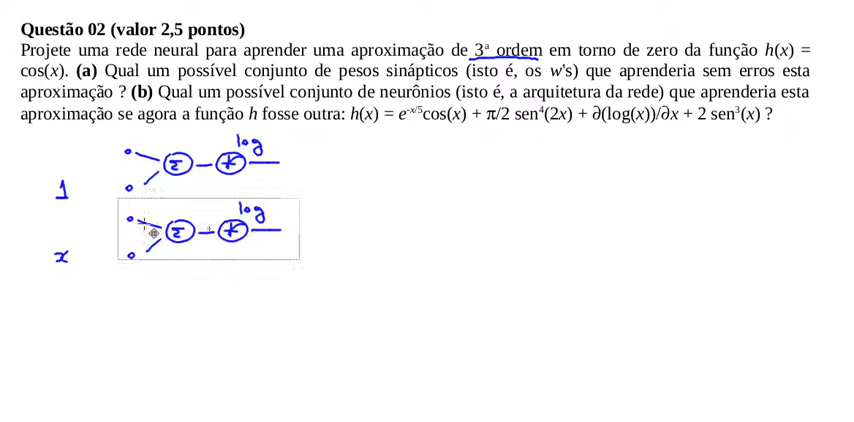 Questão 02 (valor 2,5 pontos)
Projete uma rede neural para aprender uma aproximação de 3ª ordem em torno de zero da função h(x) =
cos(x). (a) Qual um possível conjunto de pesos sinápticos (isto é, os w's) que aprenderia sem erros esta
aproximação ? (b) Qual um possível conjunto de neurônios (isto é, a arquitetura da rede) que aprenderia esta
aproximação se agora a função h fosse outra: h(x) = e^{-x/5}cos(x) + π/2 sen⁴(2x) + ∂(log(x))/∂x + 2 sen³(x) ?
log
Σ
1
log
Σ
x